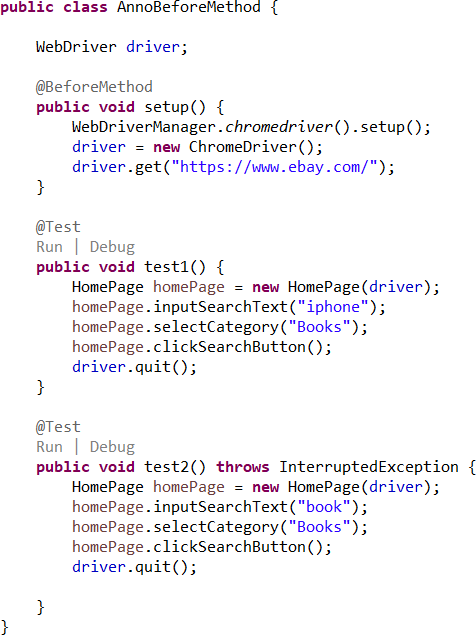 public class AnnoBeforeMethod {
WebDriver driver;
@BeforeMethod
public void setup() {
WebDriverManager.chromedriver().setup();
driver = new ChromeDriver();
driver.get("https://www.ebay.com/");
}
@Test
Run | Debug
public void test1() {
HomePage homePage = new HomePage(driver);
homePage.inputSearchText("iphone");
homePage.selectCategory("Books");
homePage.clickSearchButton();
driver.quit();
}
@Test
Run | Debug
public void test2() throws InterruptedException {
HomePage homePage = new HomePage(driver);
homePage.inputSearchText("book");
homePage.selectCategory("Books");
homePage.clickSearchButton();
driver.quit();
}
}